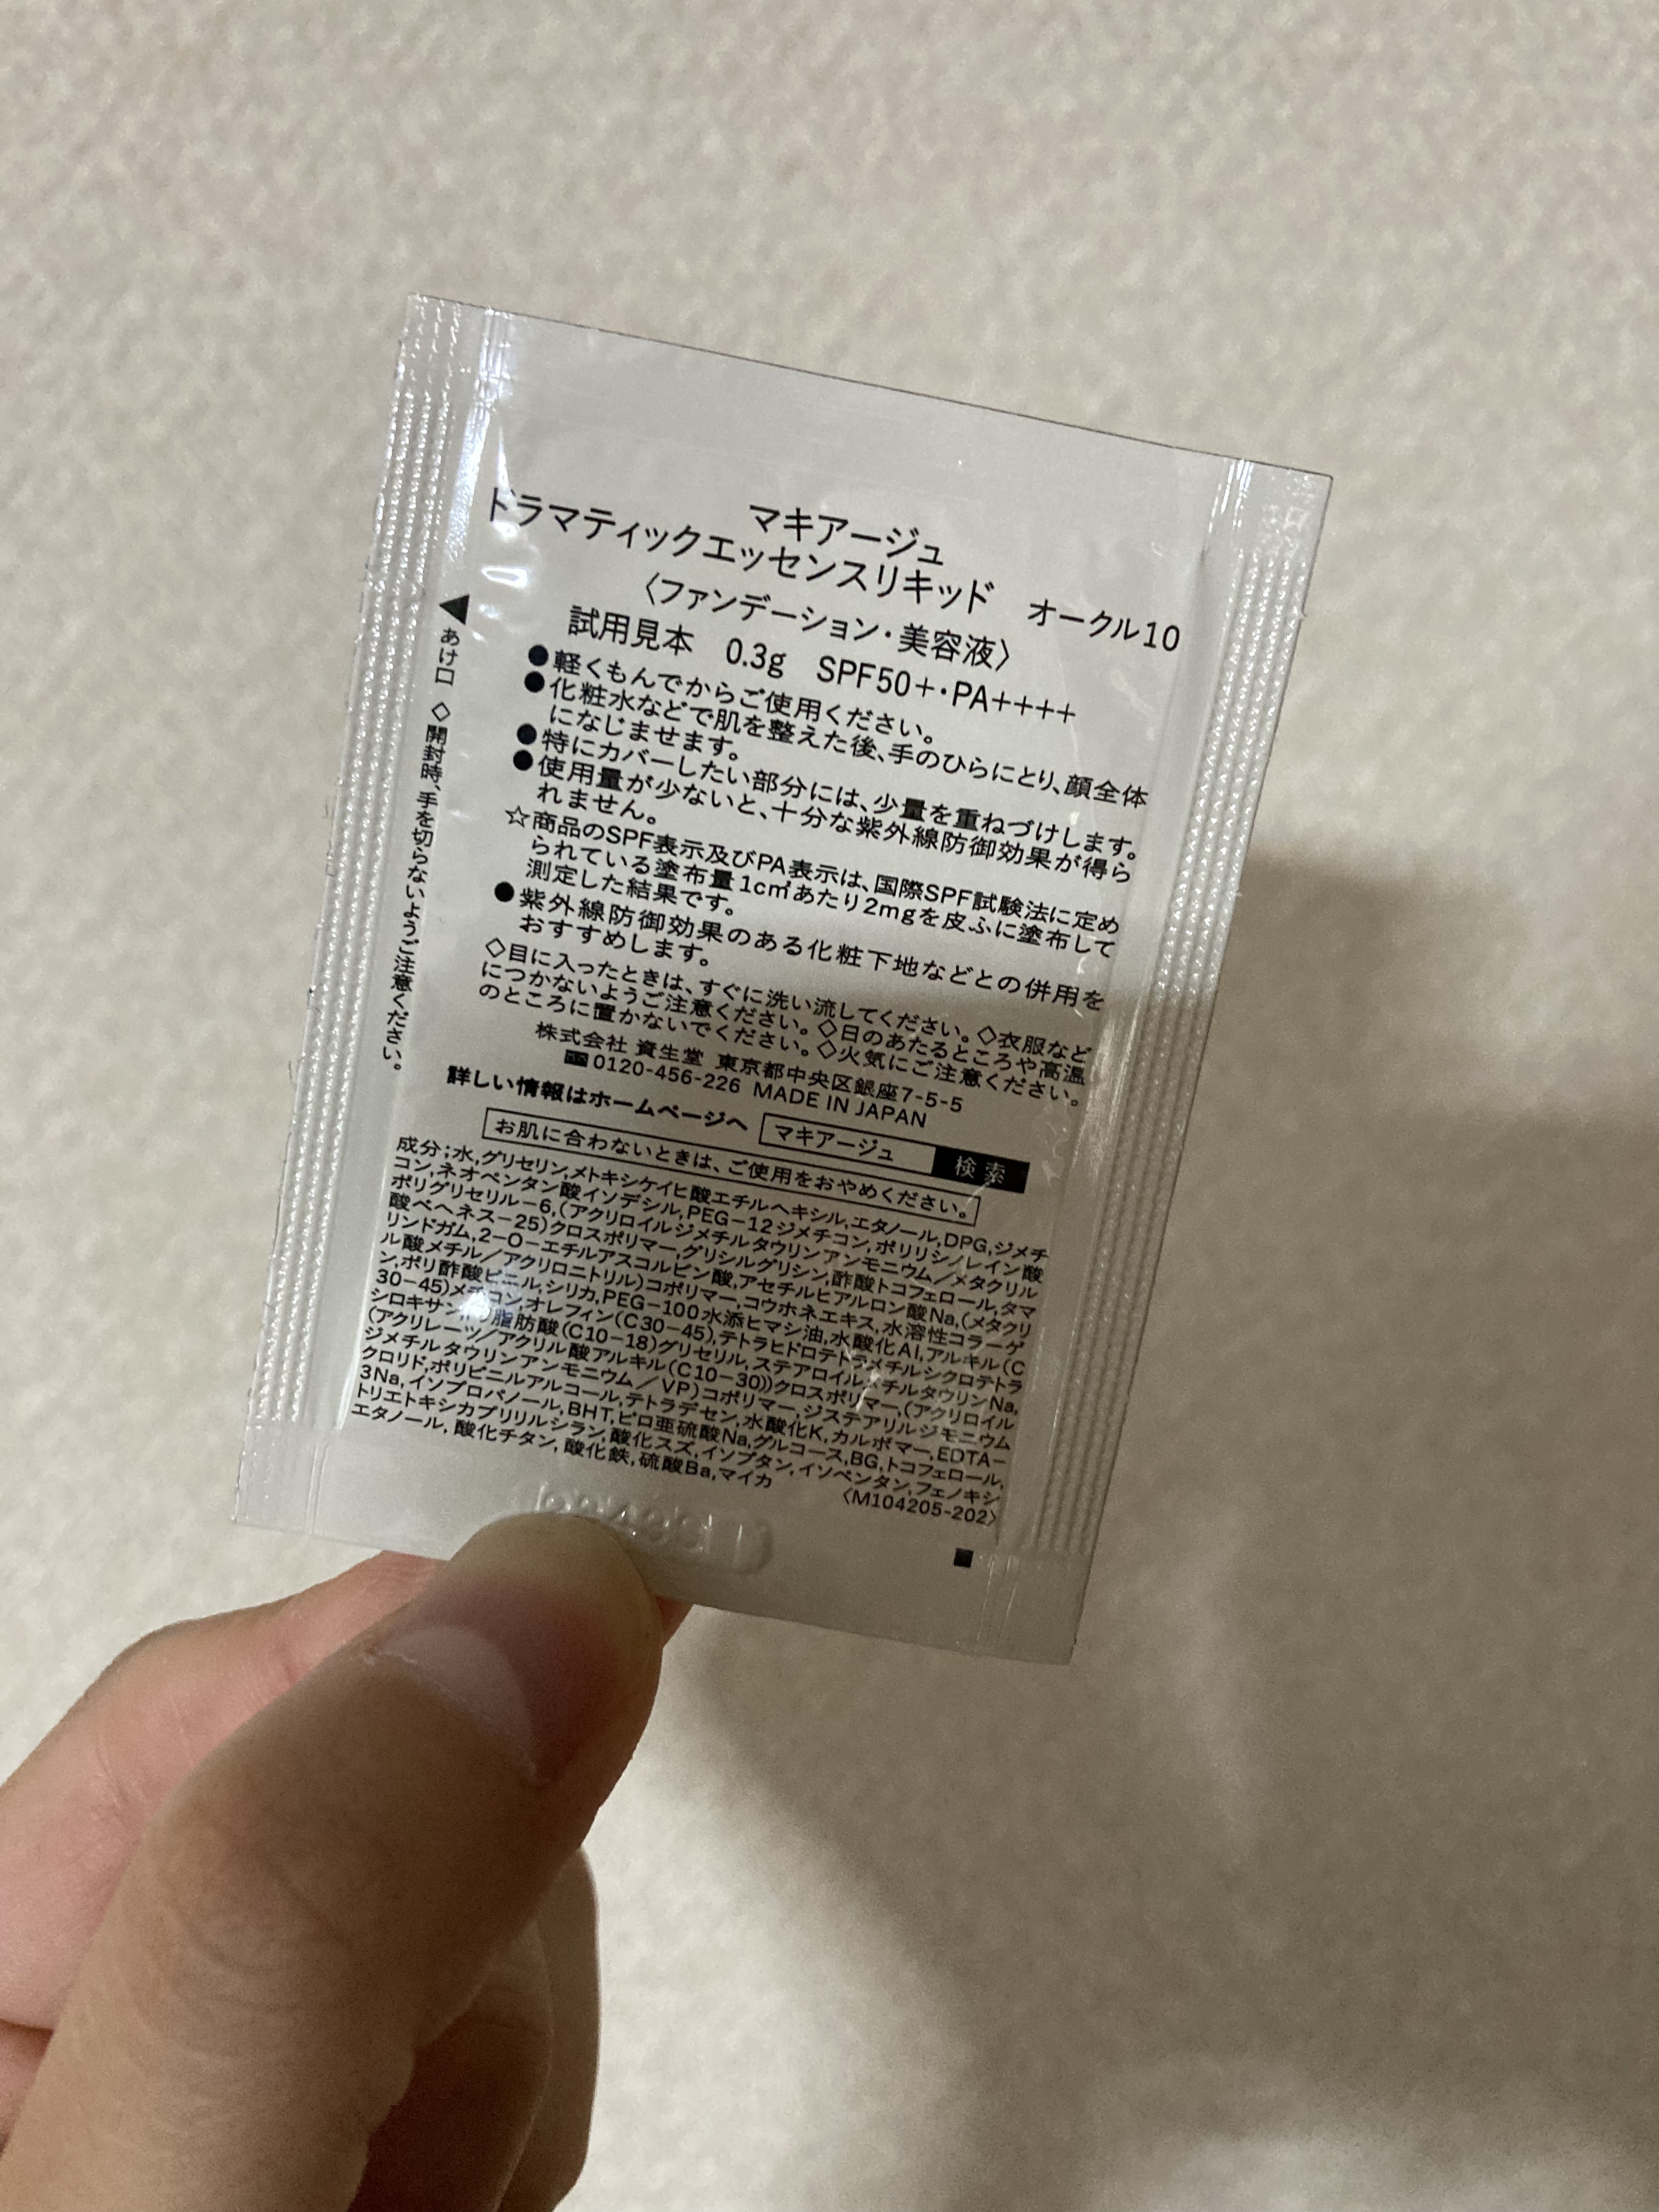 マキアージュ
ドラマティックエッセンスリキッド オークル10
〈ファンデーション・美容液〉
試用見本 0.3g SPF50+・PA++++
●軽くもんでからご使用ください。
●化粧水などで肌を整えた後、手のひらにとり、顔全体
になじませます。
●特にカバーしたい部分には、少量を重ねづけします。
●使用量が少ないと、十分な紫外線防御効果が得ら
れません。
☆商品のSPF表示及びPA表示は、国際SPF試験法に定め
られている塗布量1c㎡あたり2mgを皮ふに塗布して
測定した結果です。
●紫外線防御効果のある化粧下地などとの併用を
おすすめします。
◇目に入ったときは、すぐに洗い流してください。◇衣服など
につかないようご注意ください。◇日のあたるところや高温
のところに置かないでください。◇火気にご注意ください。
株式会社 資生堂 東京都中央区銀座7-5-5
0120-456-226 MADE IN JAPAN
詳しい情報はホームページへ マキアージュ 検索
お肌に合わないときは、ご使用をおやめください。
成分;水,グリセリン,メトキシケイヒ酸エチルヘキシル,エタノール,DPG,ジメチ
コン,ネオペンタン酸イソデシル,PEG-12ジメチコン,ポリリシノレイン酸
ポリグリセリル-6,(アクリロイルジメチルタウリンアンモニウム/メタクリル
酸ベヘネス-25)クロスポリマー,グリシルグリシン,酢酸トコフェロール,タマ
リンドガム,2-O-エチルアスコルビン酸,アセチルヒアルロン酸Na,(メタクリ
ル酸メチル/アクリロニトリル)コポリマー,コウホネエキス,水溶性コラーゲ
ン,ポリ酢酸ビニル,シリカ,PEG-100水添ヒマシ油,水酸化Al,アルキル(C
30-45)メチコン,オレフィン(C30-45),テトラヒドロテトラメチルシクロテトラ
シロキサン,脂肪酸(C10-18)グリセリル,ステアロイルメチルタウリンNa,
(アクリレーツ/アクリル酸アルキル(C10-30))クロスポリマー,(アクリロイル
ジメチルタウリンアンモニウム/VP)コポリマー,ジステアリルジモニウム
クロリド,ポリビニルアルコール,テトラデセン,水酸化K,カルボマー,EDTA-
3Na,イソプロパノール,BHT,ピロ亜硫酸Na,グルコース,BG,トコフェロール,
トリエトキシカプリリルシラン,酸化スズ,イソブタン,イソペンタン,フェノキシ
エタノール,酸化チタン,酸化鉄,硫酸Ba,マイカ
〈M104205-202〉
◀あけ口 ◇開封時、手を切らないようご注意ください。